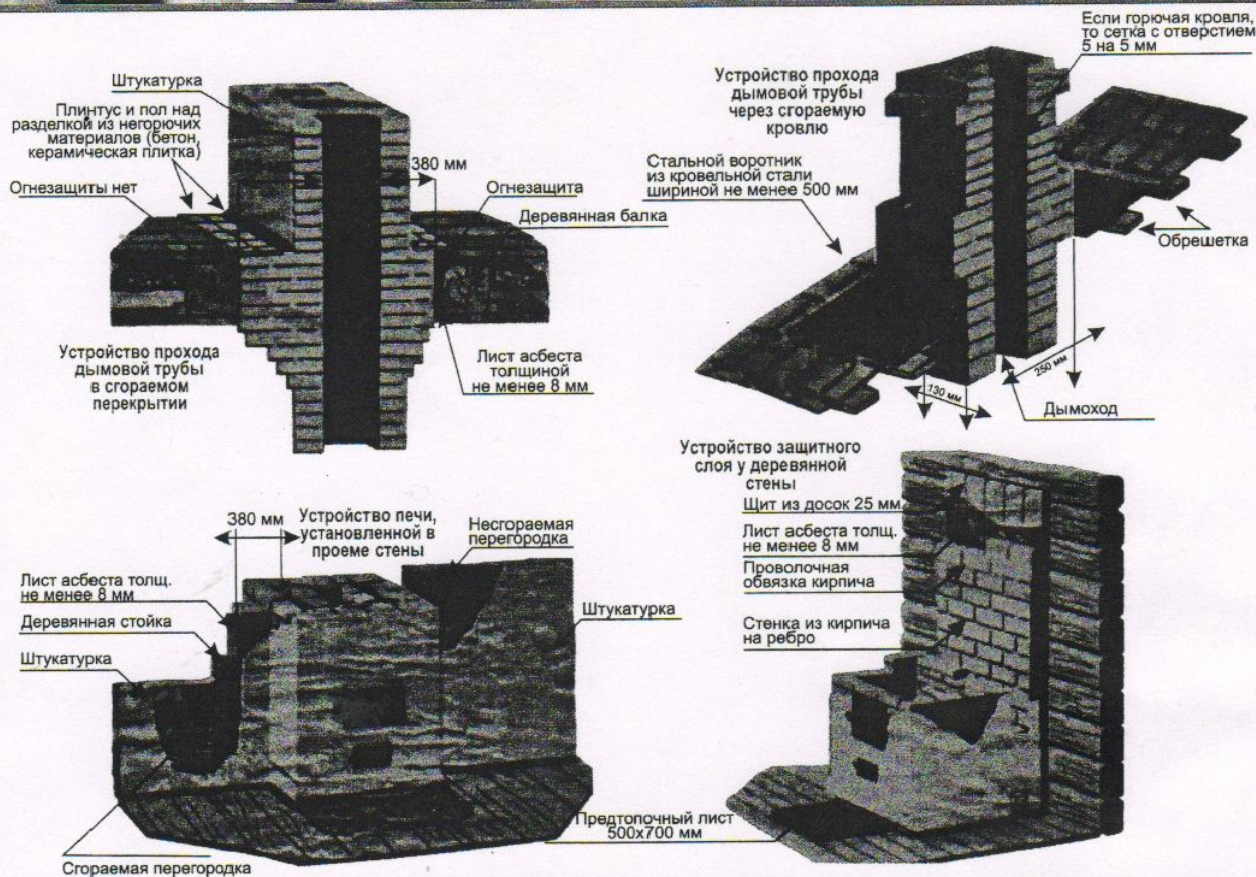 Штукатурка
Плинтус и пол над
разделкой из негорючих
материалов (бетон,
керамическая плитка)
Огнезащиты нет
380 мм
Огнезащита
Деревянная балка
Устройство прохода
дымовой трубы
в сгораемом
перекрытии
Лист асбеста
толщиной
не менее 8 мм
Если горючая кровля,
то сетка с отверстием
5 на 5 мм
Устройство прохода
дымовой трубы
через сгораемую
кровлю
Стальной воротник
из кровельной стали
шириной не менее 500 мм
Обрешетка
250 мм
130 мм
Дымоход
380 мм
Устройство печи,
установленной в
проеме стены
Несгораемая
перегородка
Лист асбеста толщ.
не менее 8 мм
Деревянная стойка
Штукатурка
Штукатурка
Сгораемая перегородка
Устройство защитного
слоя у деревянной
стены
Щит из досок 25 мм
Лист асбеста толщ.
не менее 8 мм
Проволочная
обвязка кирпича
Стенка из кирпича
на ребро
Предтопочный лист
500х700 мм